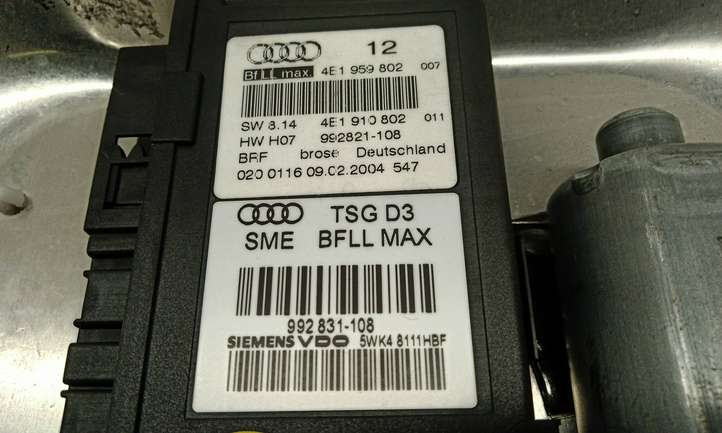 12
BfLL max. 4E1 959 802 007
SW 8.14 4E1 910 802 011
HW H07 992821-108
BRF brose Deutschland
020 0116 09.02.2004 547
TSG D3
SME BFLL MAX
992 831-108
SIEMENS VDO 5WK4 8111HBF